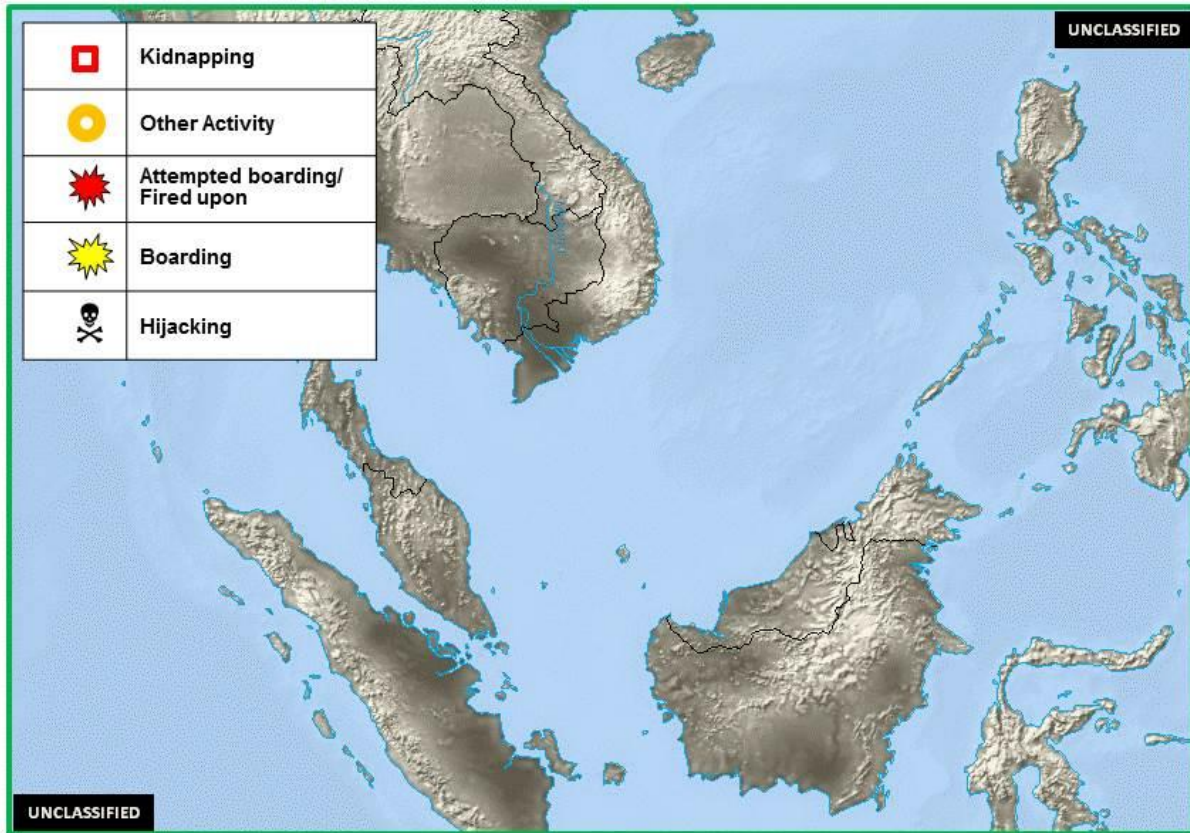 UNCLASSIFIED
Kidnapping
Other Activity
Attempted boarding/
Fired upon
Boarding
Hijacking
UNCLASSIFIED